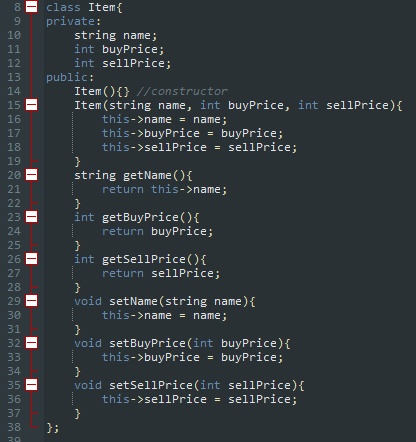 8 class Item{
9 private:
10 string name;
11 int buyPrice;
12 int sellPrice;
13 public:
14 Item(){} //constructor
15 Item(string name, int buyPrice, int sellPrice){
16 this->name = name;
17 this->buyPrice = buyPrice;
18 this->sellPrice = sellPrice;
19 }
20 string getName(){
21 return this->name;
22 }
23 int getBuyPrice(){
24 return buyPrice;
25 }
26 int getSellPrice(){
27 return sellPrice;
28 }
29 void setName(string name){
30 this->name = name;
31 }
32 void setBuyPrice(int buyPrice){
33 this->buyPrice = buyPrice;
34 }
35 void setSellPrice(int sellPrice){
36 this->sellPrice = sellPrice;
37 }
38 };
39